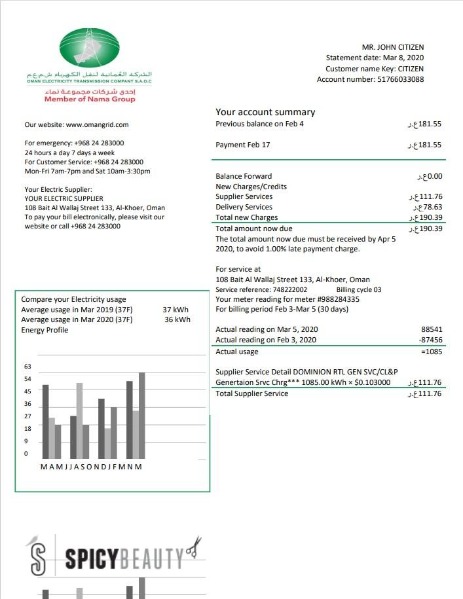 الشركة العُمانية لنقل الكهرباء ش.م.ع.م
OMAN ELECTRICITY TRANSMISSION COMPANY S.A.O.C
إحدى شركات مجموعة نماء
Member of Nama Group
MR. JOHN CITIZEN
Statement date: Mar 8, 2020
Customer name Key: CITIZEN
Account number: 51766033088
Our website: www.omangrid.com
For emergency: +968 24 283000
24 hours a day 7 days a week
For Customer Service: +968 24 283000
Mon-Fri 7am-7pm and Sat 10am-3:30pm
Your Electric Supplier:
YOUR ELECTRIC SUPPLIER
108 Bait Al Wallaj Street 133, Al-Khoer, Oman
To pay your bill electronically, please visit our
website or call +968 24 283000
Your account summary
Previous balance on Feb 4 ر.ع181.55
Payment Feb 17 ر.ع181.55
Balance Forward ر.ع0.00
New Charges/Credits
Supplier Services ر.ع111.76
Delivery Services ر.ع78.63
Total new Charges ر.ع190.39
Total amount now due ر.ع190.39
The total amount now due must be received by Apr 5
2020, to avoid 1.00% late payment charge.
For service at
108 Bait Al Wallaj Street 133, Al-Khoer, Oman
Service reference: 748222002 Billing cycle 03
Your meter reading for meter #988284335
For billing period Feb 3-Mar 5 (30 days)
Actual reading on Mar 5, 2020 88541
Actual reading on Feb 3, 2020 -87456
Actual usage =1085
Supplier Service Detail DOMINION RTL GEN SVC/CL&P
Genertaion Srvc Chrg*** 1085.00 kWh × $0.103000 ر.ع111.76
Total Supplier Service ر.ع111.76
Compare your Electricity usage
Average usage in Mar 2019 (37F) 37 kWh
Average usage in Mar 2020 (37F) 36 kWh
Energy Profile
63
54
45
36
27
18
9
0
M A M J J A S O N D J F M N M
S SPICYBEAUTY